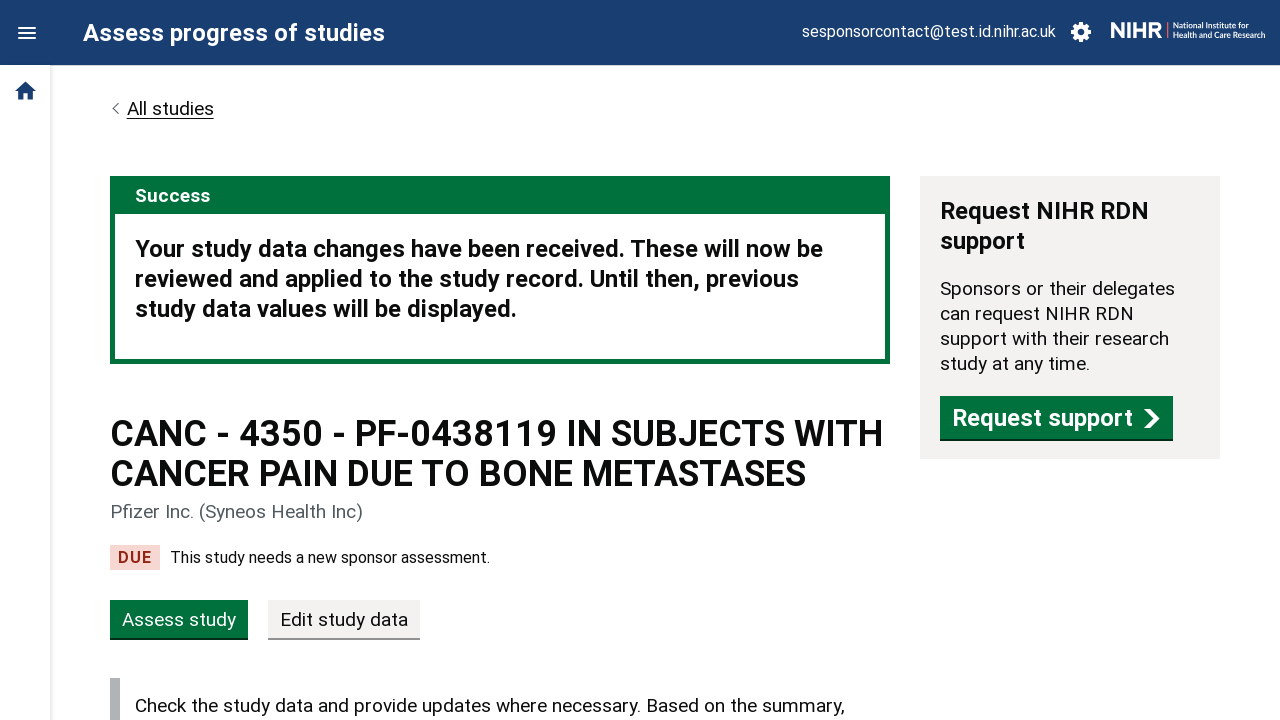 Assess progress of studies
sesponsorcontact@test.id.nihr.ac.uk
NIHR | National Institute for
Health and Care Research
All studies
Success
Your study data changes have been received. These will now be
reviewed and applied to the study record. Until then, previous
study data values will be displayed.
Request NIHR RDN
support
Sponsors or their delegates
can request NIHR RDN
support with their research
study at any time.
Request support
CANC - 4350 - PF-0438119 IN SUBJECTS WITH
CANCER PAIN DUE TO BONE METASTASES
Pfizer Inc. (Syneos Health Inc)
DUE This study needs a new sponsor assessment.
Assess study
Edit study data
Check the study data and provide updates where necessary. Based on the summary,